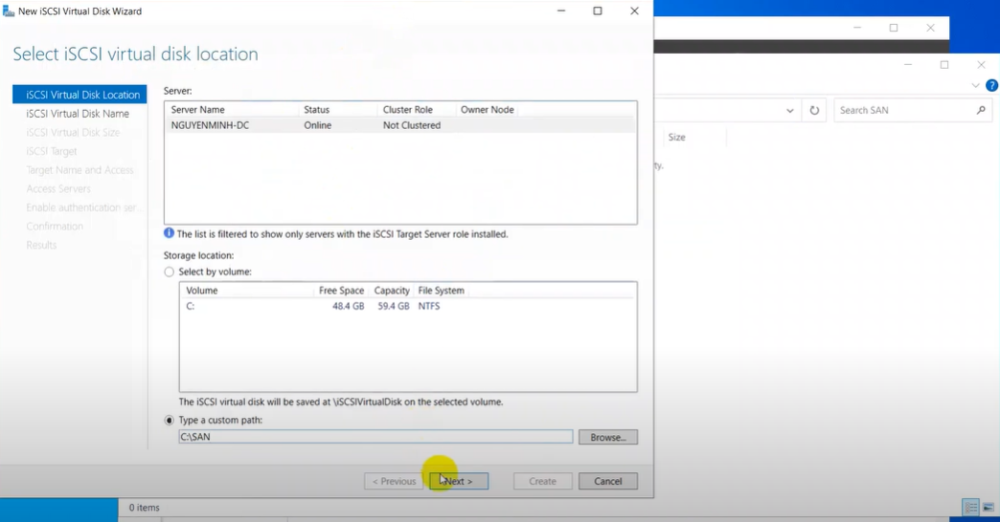 New iSCSI Virtual Disk Wizard
Select iSCSI virtual disk location
iSCSI Virtual Disk Location
iSCSI Virtual Disk Name
iSCSI Virtual Disk Size
iSCSI Target
Target Name and Access
Access Servers
Enable authentication ser...
Confirmation
Results
Server:
Server Name Status Cluster Role Owner Node
NGUYENMINH-DC Online Not Clustered
The list is filtered to show only servers with the iSCSI Target Server role installed.
Storage location:
Select by volume:
Volume Free Space Capacity File System
C: 48.4 GB 59.4 GB NTFS
The iSCSI virtual disk will be saved at \iSCSIVirtualDisk on the selected volume.
Type a custom path:
C:\SAN
Browse...
< Previous
Next >
Create
Cancel
Search SAN
Size
ty.
0 items